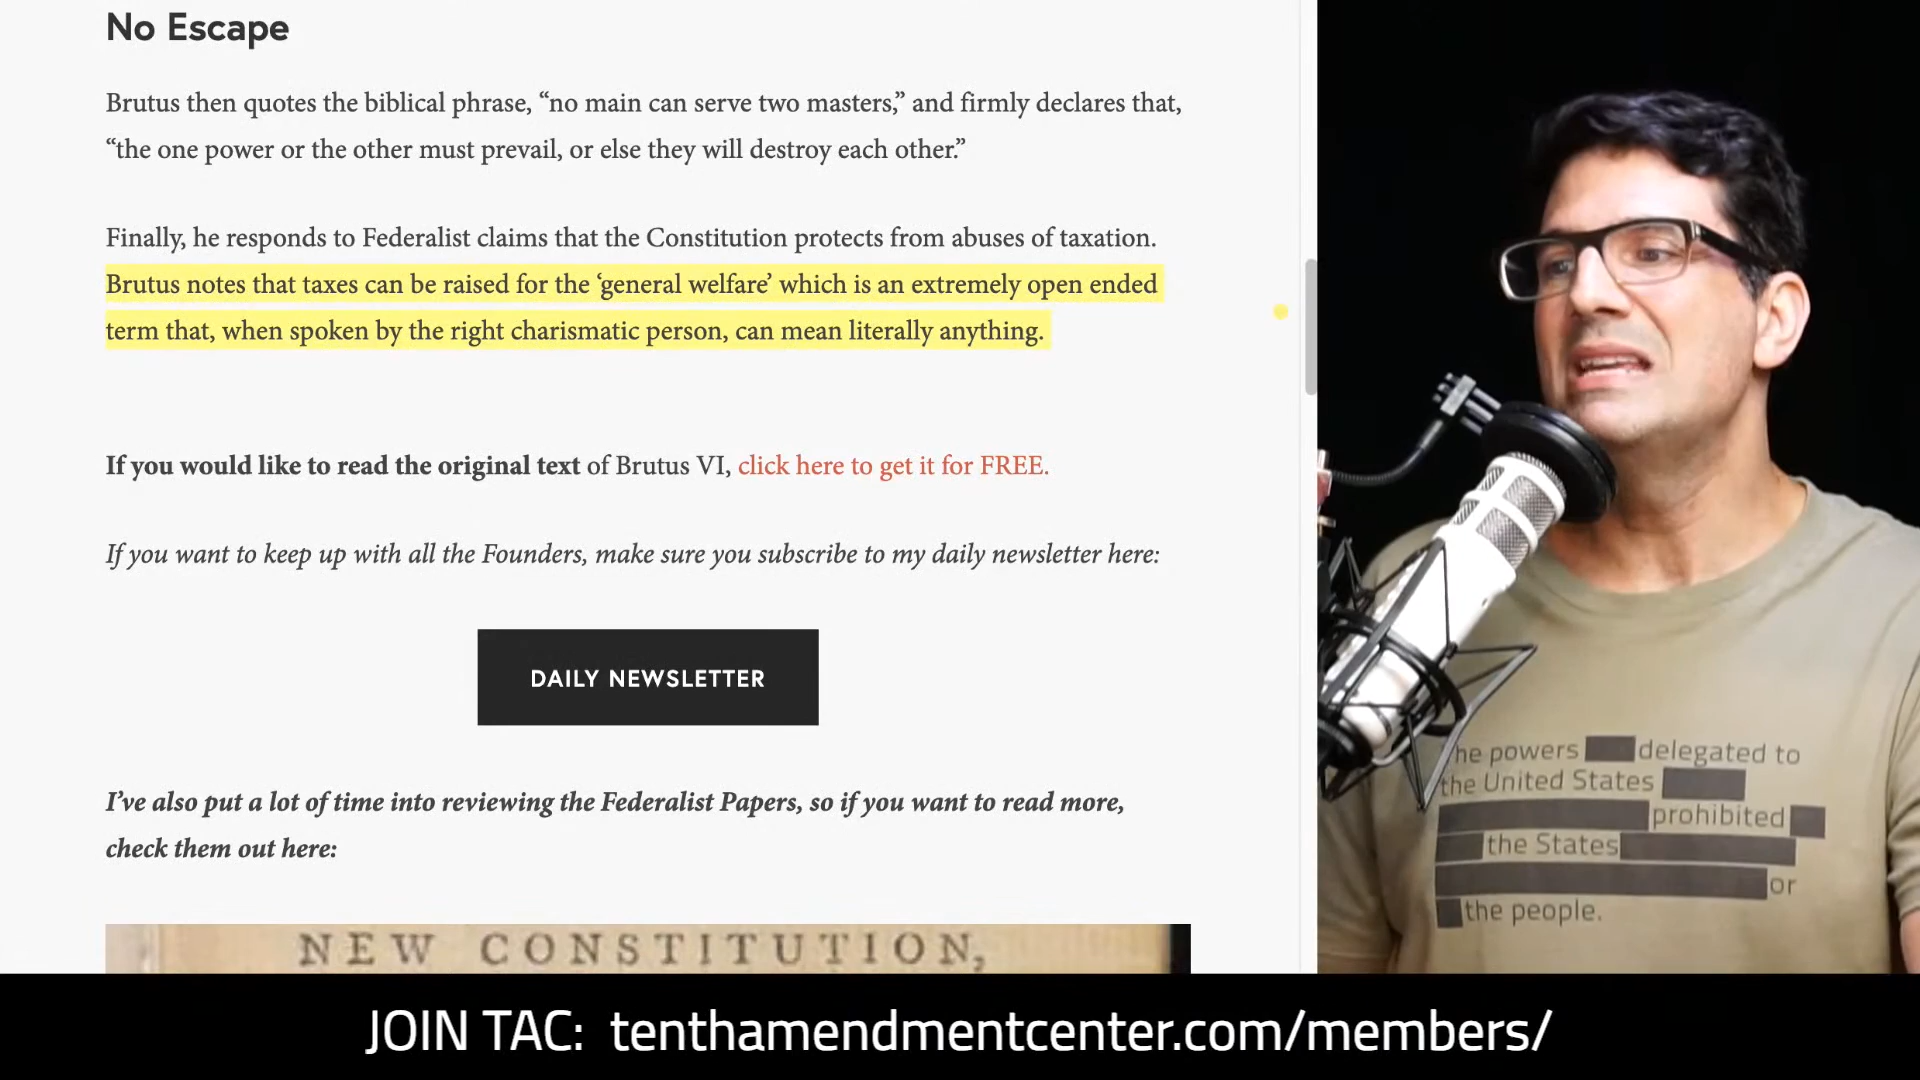 No Escape
Brutus then quotes the biblical phrase, “no main can serve two masters,” and firmly declares that,
“the one power or the other must prevail, or else they will destroy each other.”
Finally, he responds to Federalist claims that the Constitution protects from abuses of taxation.
Brutus notes that taxes can be raised for the ‘general welfare’ which is an extremely open ended
term that, when spoken by the right charismatic person, can mean literally anything.
If you would like to read the original text of Brutus VI, click here to get it for FREE.
If you want to keep up with all the Founders, make sure you subscribe to my daily newsletter here:
DAILY NEWSLETTER
I’ve also put a lot of time into reviewing the Federalist Papers, so if you want to read more,
check them out here:
NEW CONSTITUTION,
he powers delegated to
the United States
prohibited
the States
or
the people.
JOIN TAC: tenthamendmentcenter.com/members/